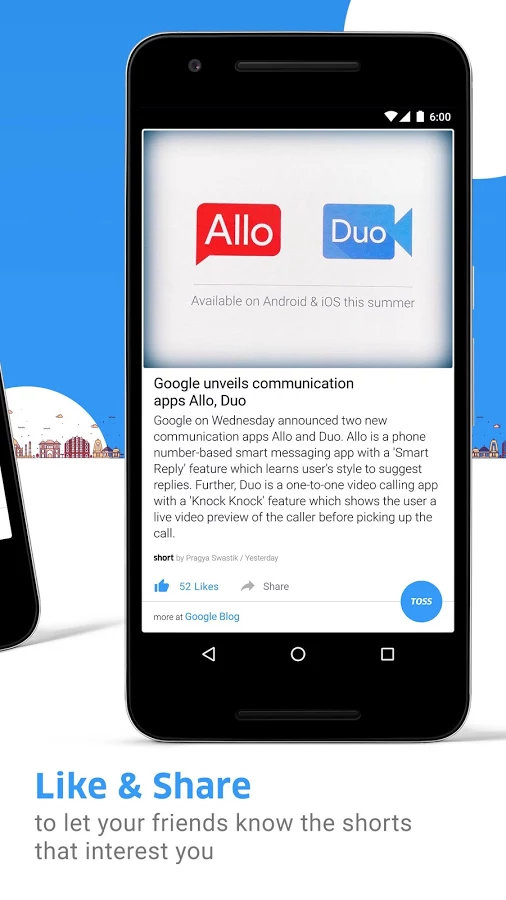 6:00
Allo
Duo
Available on Android & iOS this summer
Google unveils communication
apps Allo, Duo
Google on Wednesday announced two new
communication apps Allo and Duo. Allo is a phone
number-based smart messaging app with a 'Smart
Reply' feature which learns user's style to suggest
replies. Further, Duo is a one-to-one video calling app
with a 'Knock Knock' feature which shows the user a
live video preview of the caller before picking up the
call.
short by Pragya Swastik / Yesterday
52 Likes Share
TOSS
more at Google Blog
Like & Share
to let your friends know the shorts
that interest you